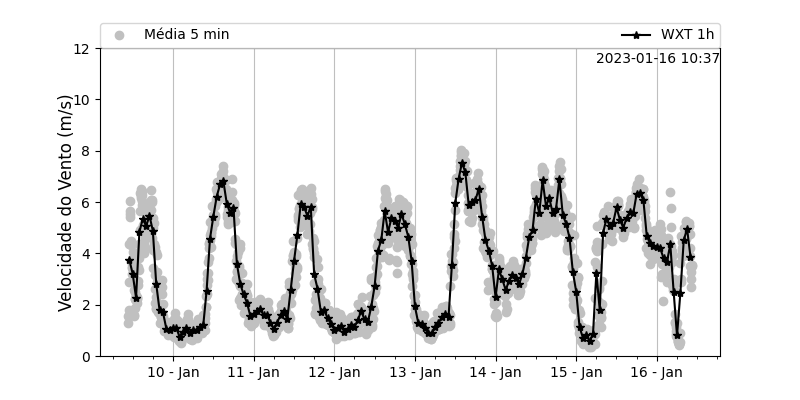 Média 5 min
WXT 1h
2023-01-16 10:37
Velocidade do Vento (m/s)
12
10
8
6
4
2
0
10 - Jan
11 - Jan
12 - Jan
13 - Jan
14 - Jan
15 - Jan
16 - Jan